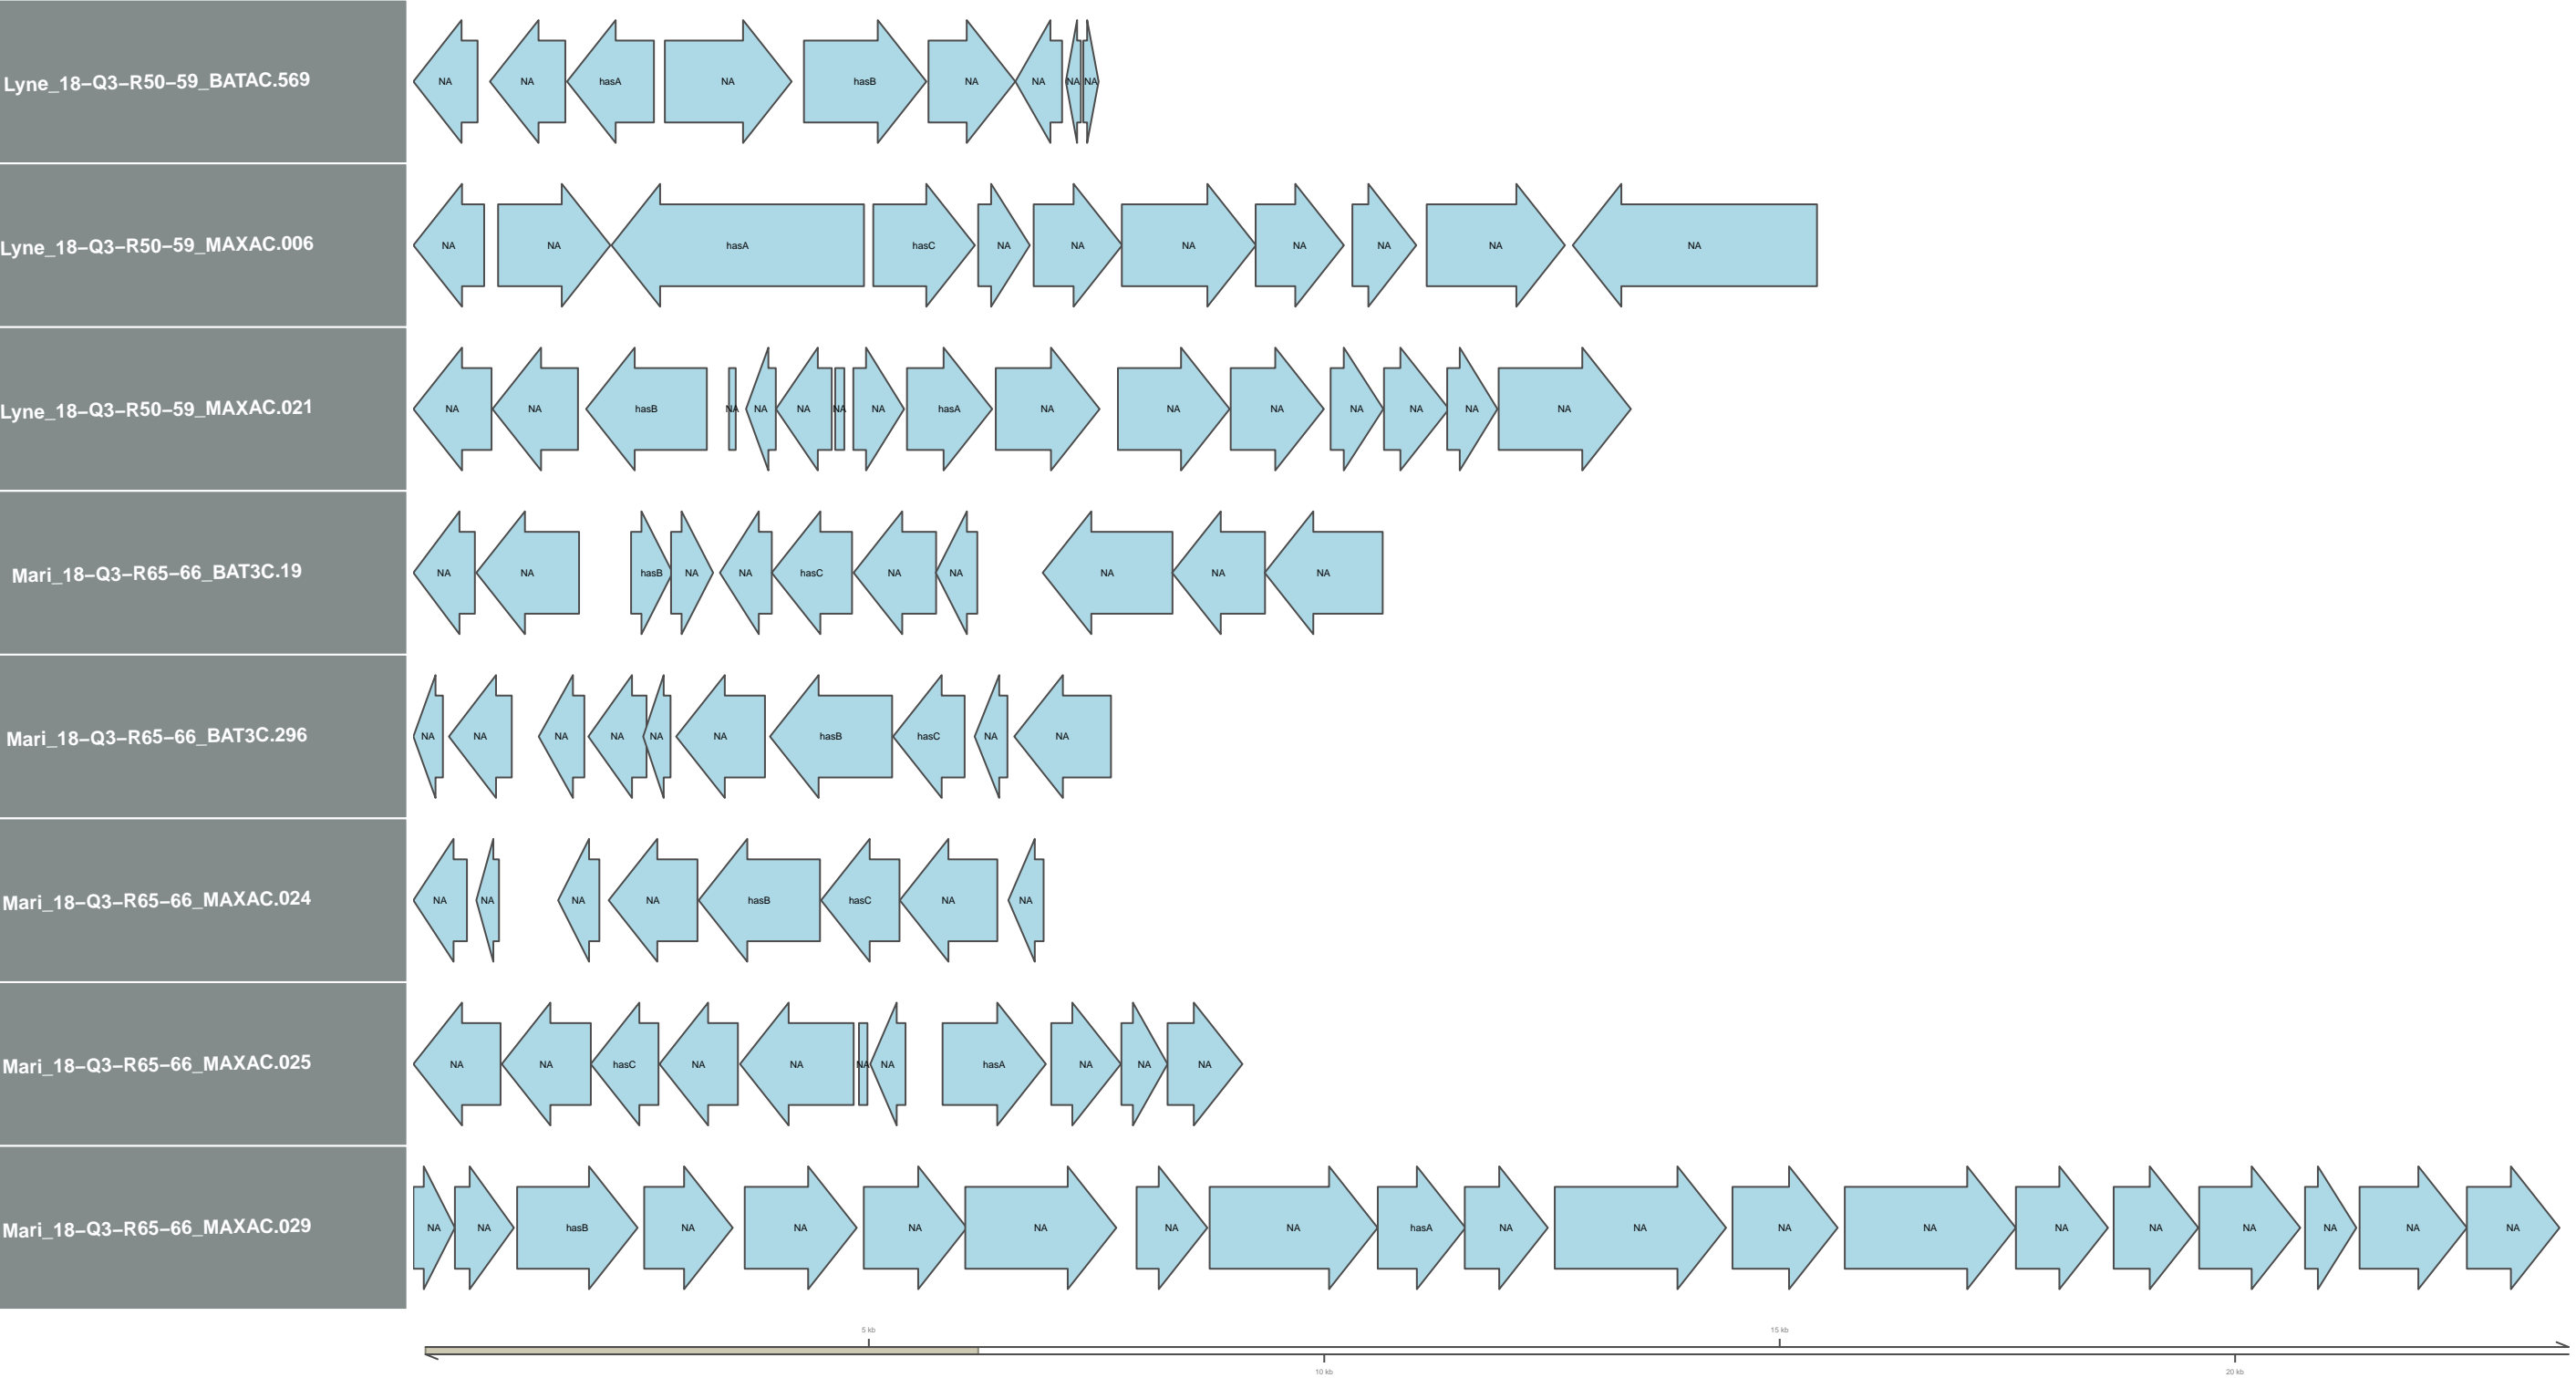 Lyne_18–Q3–R50–59_BATAC.569
NA NA hasA NA hasB NA NA NA NA
Lyne_18–Q3–R50–59_MAXAC.006
NA NA hasA hasC NA NA NA NA NA NA NA
Lyne_18–Q3–R50–59_MAXAC.021
NA NA hasB NA NA NA NA NA hasA NA NA NA NA NA NA NA
Mari_18–Q3–R65–66_BAT3C.19
NA NA hasB NA NA hasC NA NA NA NA NA
Mari_18–Q3–R65–66_BAT3C.296
NA NA NA NA NA NA hasB hasC NA NA
Mari_18–Q3–R65–66_MAXAC.024
NA NA NA NA hasB hasC NA NA
Mari_18–Q3–R65–66_MAXAC.025
NA NA hasC NA NA NA NA hasA NA NA NA
Mari_18–Q3–R65–66_MAXAC.029
NA NA hasB NA NA NA NA NA NA hasA NA NA NA NA NA NA NA NA NA NA
5 kb 15 kb
10 kb 20 kb